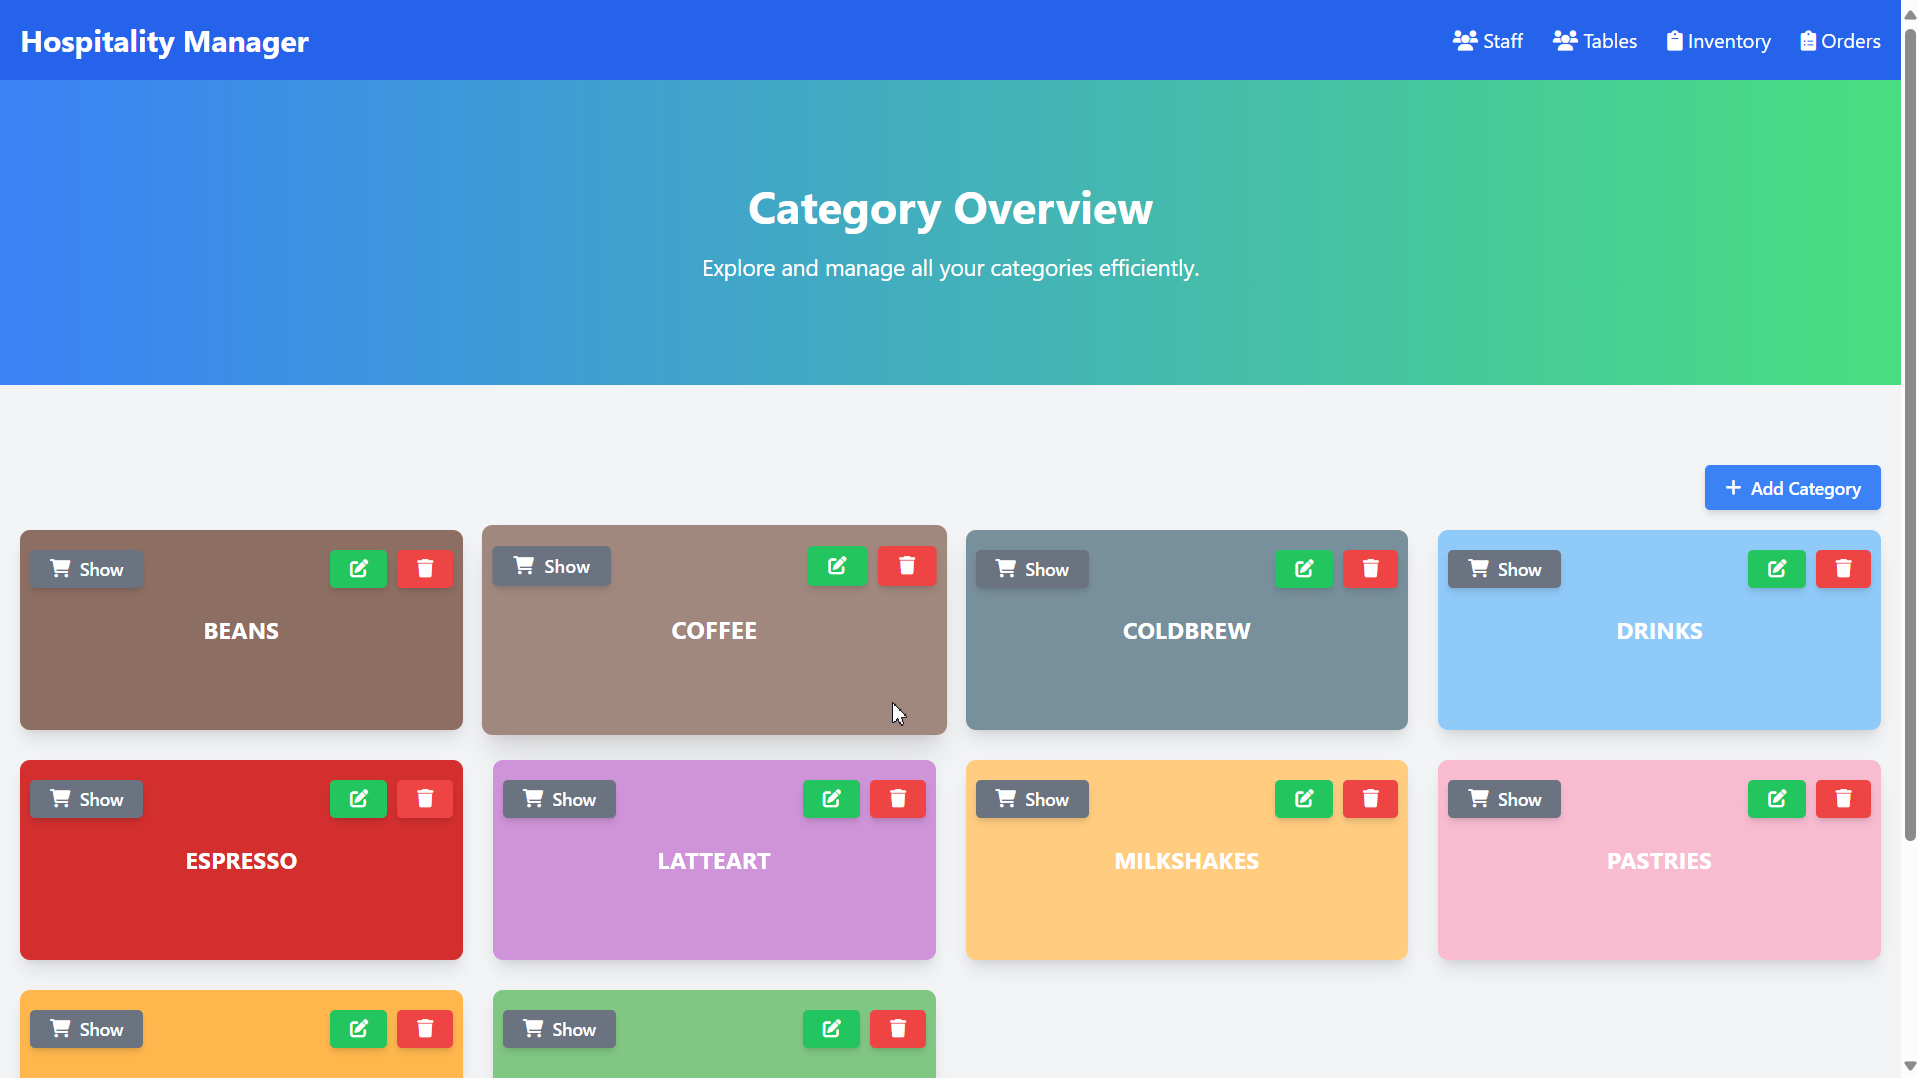 Hospitality Manager
Staff
Tables
Inventory
Orders
Category Overview
Explore and manage all your categories efficiently.
Add Category
Show
BEANS
Show
COFFEE
Show
COLDBREW
Show
DRINKS
Show
ESPRESSO
Show
LATTEART
Show
MILKSHAKES
Show
PASTRIES
Show
Show